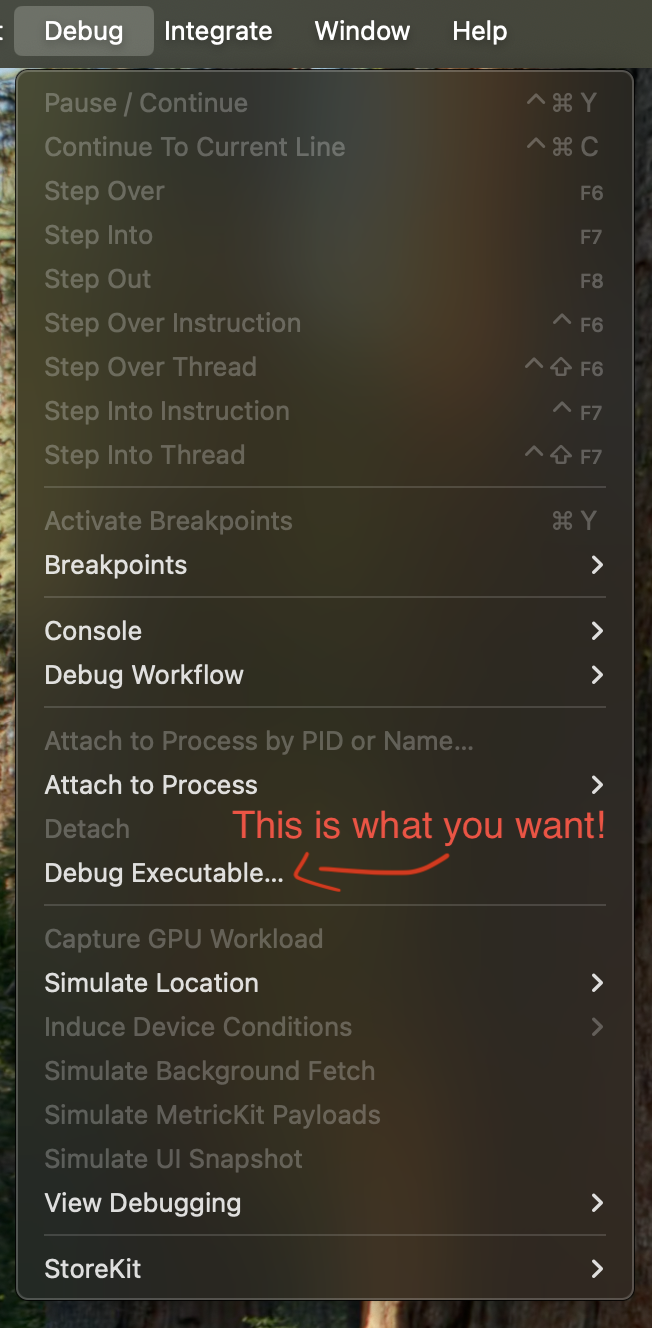 Debug Integrate Window Help
Pause / Continue ^⌘Y
Continue To Current Line ^⌘C
Step Over F6
Step Into F7
Step Out F8
Step Over Instruction ^F6
Step Over Thread ^⇧F6
Step Into Instruction ^F7
Step Into Thread ^⇧F7
Activate Breakpoints ⌘Y
Breakpoints
Console
Debug Workflow
Attach to Process by PID or Name...
Attach to Process
Detach
This is what you want!
Debug Executable...
Capture GPU Workload
Simulate Location
Induce Device Conditions
Simulate Background Fetch
Simulate MetricKit Payloads
Simulate UI Snapshot
View Debugging
StoreKit